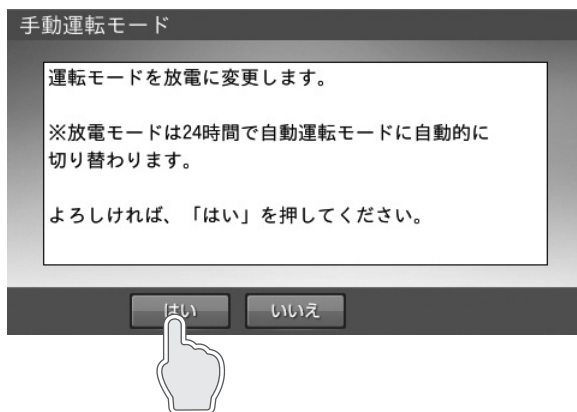 手動運転モード
運転モードを放電に変更します。
※放電モードは24時間で自動運転モードに自動的に
切り替わります。
よろしければ、「はい」を押してください。
はい
いいえ